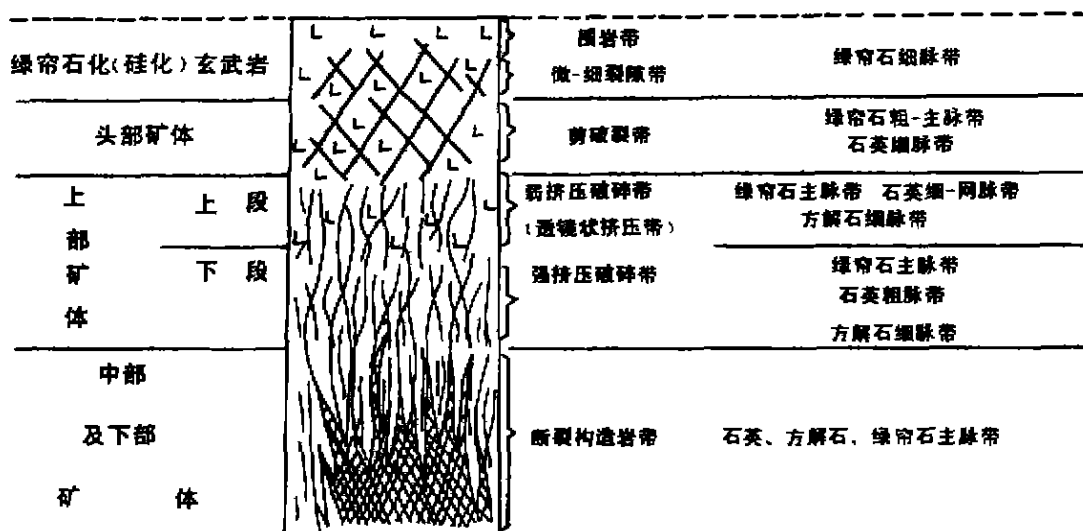 绿帘石化(硅化)玄武岩
围岩带
微-细裂隙带
绿帘石细脉带
头部矿体
剪破裂带
绿帘石粗-主脉带
石英细脉带
上部矿体
上段
弱挤压破碎带
(透镜状挤压带)
绿帘石主脉带 石英细-网脉带
方解石细脉带
下段
强挤压破碎带
绿帘石主脉带
石英粗脉带
方解石细脉带
中部
及下部
矿体
断裂构造岩带
石英、方解石、绿帘石主脉带